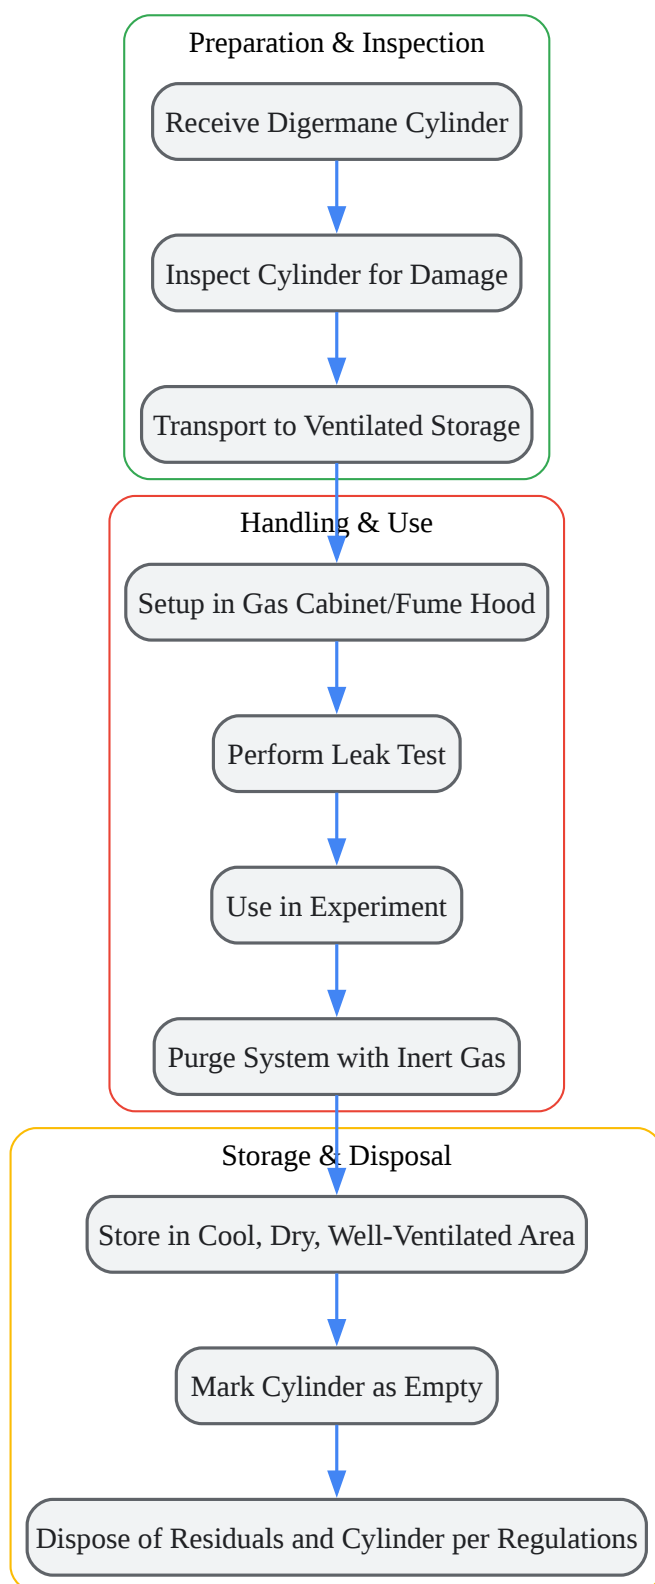 Preparation & Inspection
Receive Digermane Cylinder
Inspect Cylinder for Damage
Transport to Ventilated Storage
Handling & Use
Setup in Gas Cabinet/Fume Hood
Perform Leak Test
Use in Experiment
Purge System with Inert Gas
Storage & Disposal
Store in Cool, Dry, Well-Ventilated Area
Mark Cylinder as Empty
Dispose of Residuals and Cylinder per Regulations